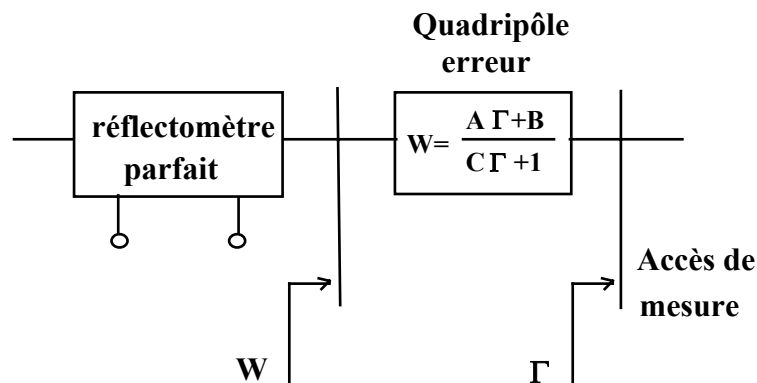 Quadripôle
erreur
réflectomètre
parfait
W= AΓ+B
CΓ+1
Accès de
mesure
W
Γ